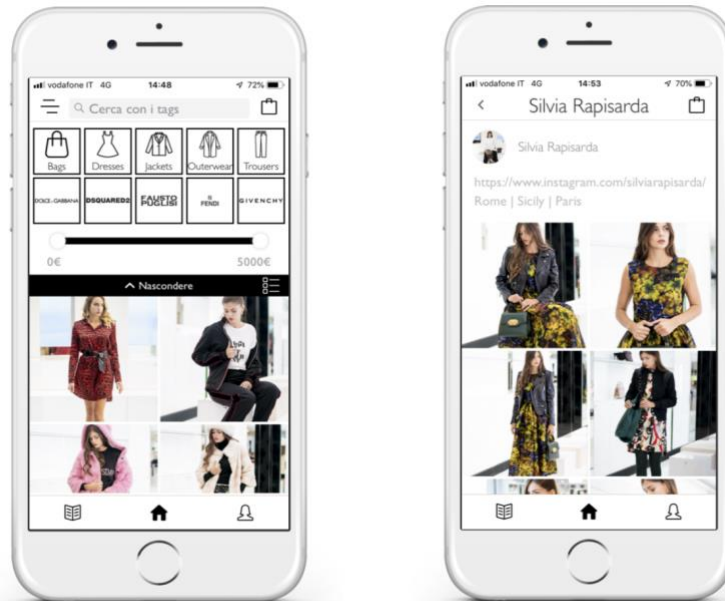 vodafone IT 4G 14:48 72%
Cerca con i tags
Bags Dresses Jackets Outerwear Trousers
DOLCE & GABBANA DSQUARED2 FAUSTO PUGLISI FENDI GIVENCHY
0€ 5000€
Nascondere
vodafone IT 4G 14:53 70%
Silvia Rapisarda
Silvia Rapisarda
https://www.instagram.com/silviarapisarda/
Rome | Sicily | Paris